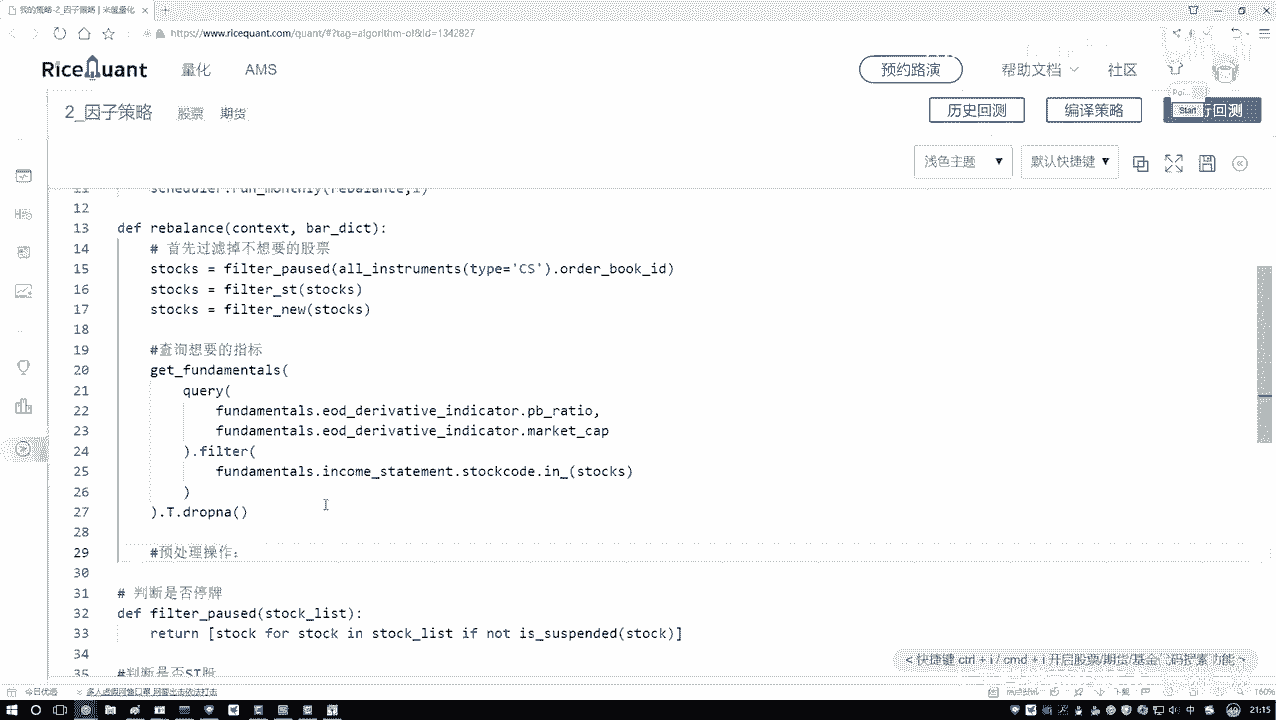 我的策略-2_因子策略 | 米筐量化
https://www.ricequant.com/quant/#?tag=algorithm-ol&id=1342827
RiceQuant 量化 AMS 预约路演 帮助文档 社区
2_因子策略 股票 期货 历史回测 编译策略 行回测
Start
浅色主题 默认快捷键
11 scheduler.run_monthly(rebalance,1)
12
13 def rebalance(context, bar_dict):
14 # 首先过滤掉不想要的股票
15 stocks = filter_paused(all_instruments(type='CS').order_book_id)
16 stocks = filter_st(stocks)
17 stocks = filter_new(stocks)
18
19 #查询想要的指标
20 get_fundamentals(
21 query(
22 fundamentals.eod_derivative_indicator.pb_ratio,
23 fundamentals.eod_derivative_indicator.market_cap
24 ).filter(
25 fundamentals.income_statement.stockcode.in_(stocks)
26 )
27 ).T.dropna()
28
29 #预处理操作:
30
31 # 判断是否停牌
32 def filter_paused(stock_list):
33 return [stock for stock in stock_list if not is_suspended(stock)]
34
35 #判断是否ST股
快捷键 ctrl + i / cmd + i 开启股票/期货/基金
今日优选
160%
中 21:15